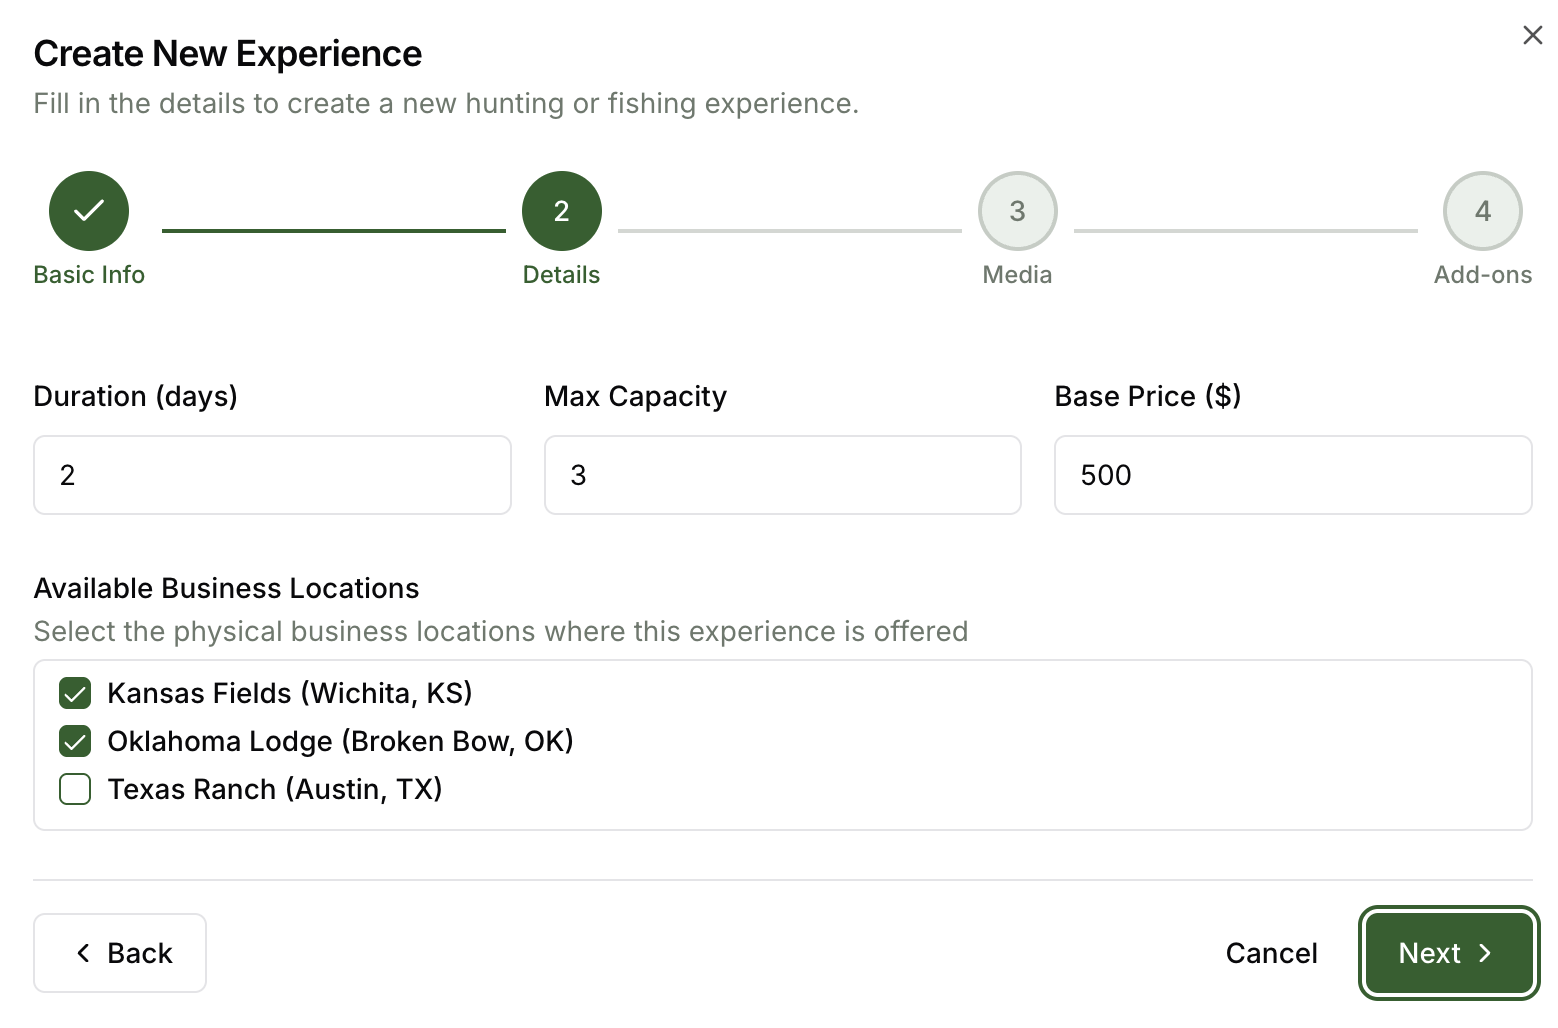 Create New Experience
Fill in the details to create a new hunting or fishing experience.
2
3
4
Basic Info
Details
Media
Add-ons
Duration (days)
Max Capacity
Base Price ($)
2
3
500
Available Business Locations
Select the physical business locations where this experience is offered
Kansas Fields (Wichita, KS)
Oklahoma Lodge (Broken Bow, OK)
Texas Ranch (Austin, TX)
Back
Cancel
Next